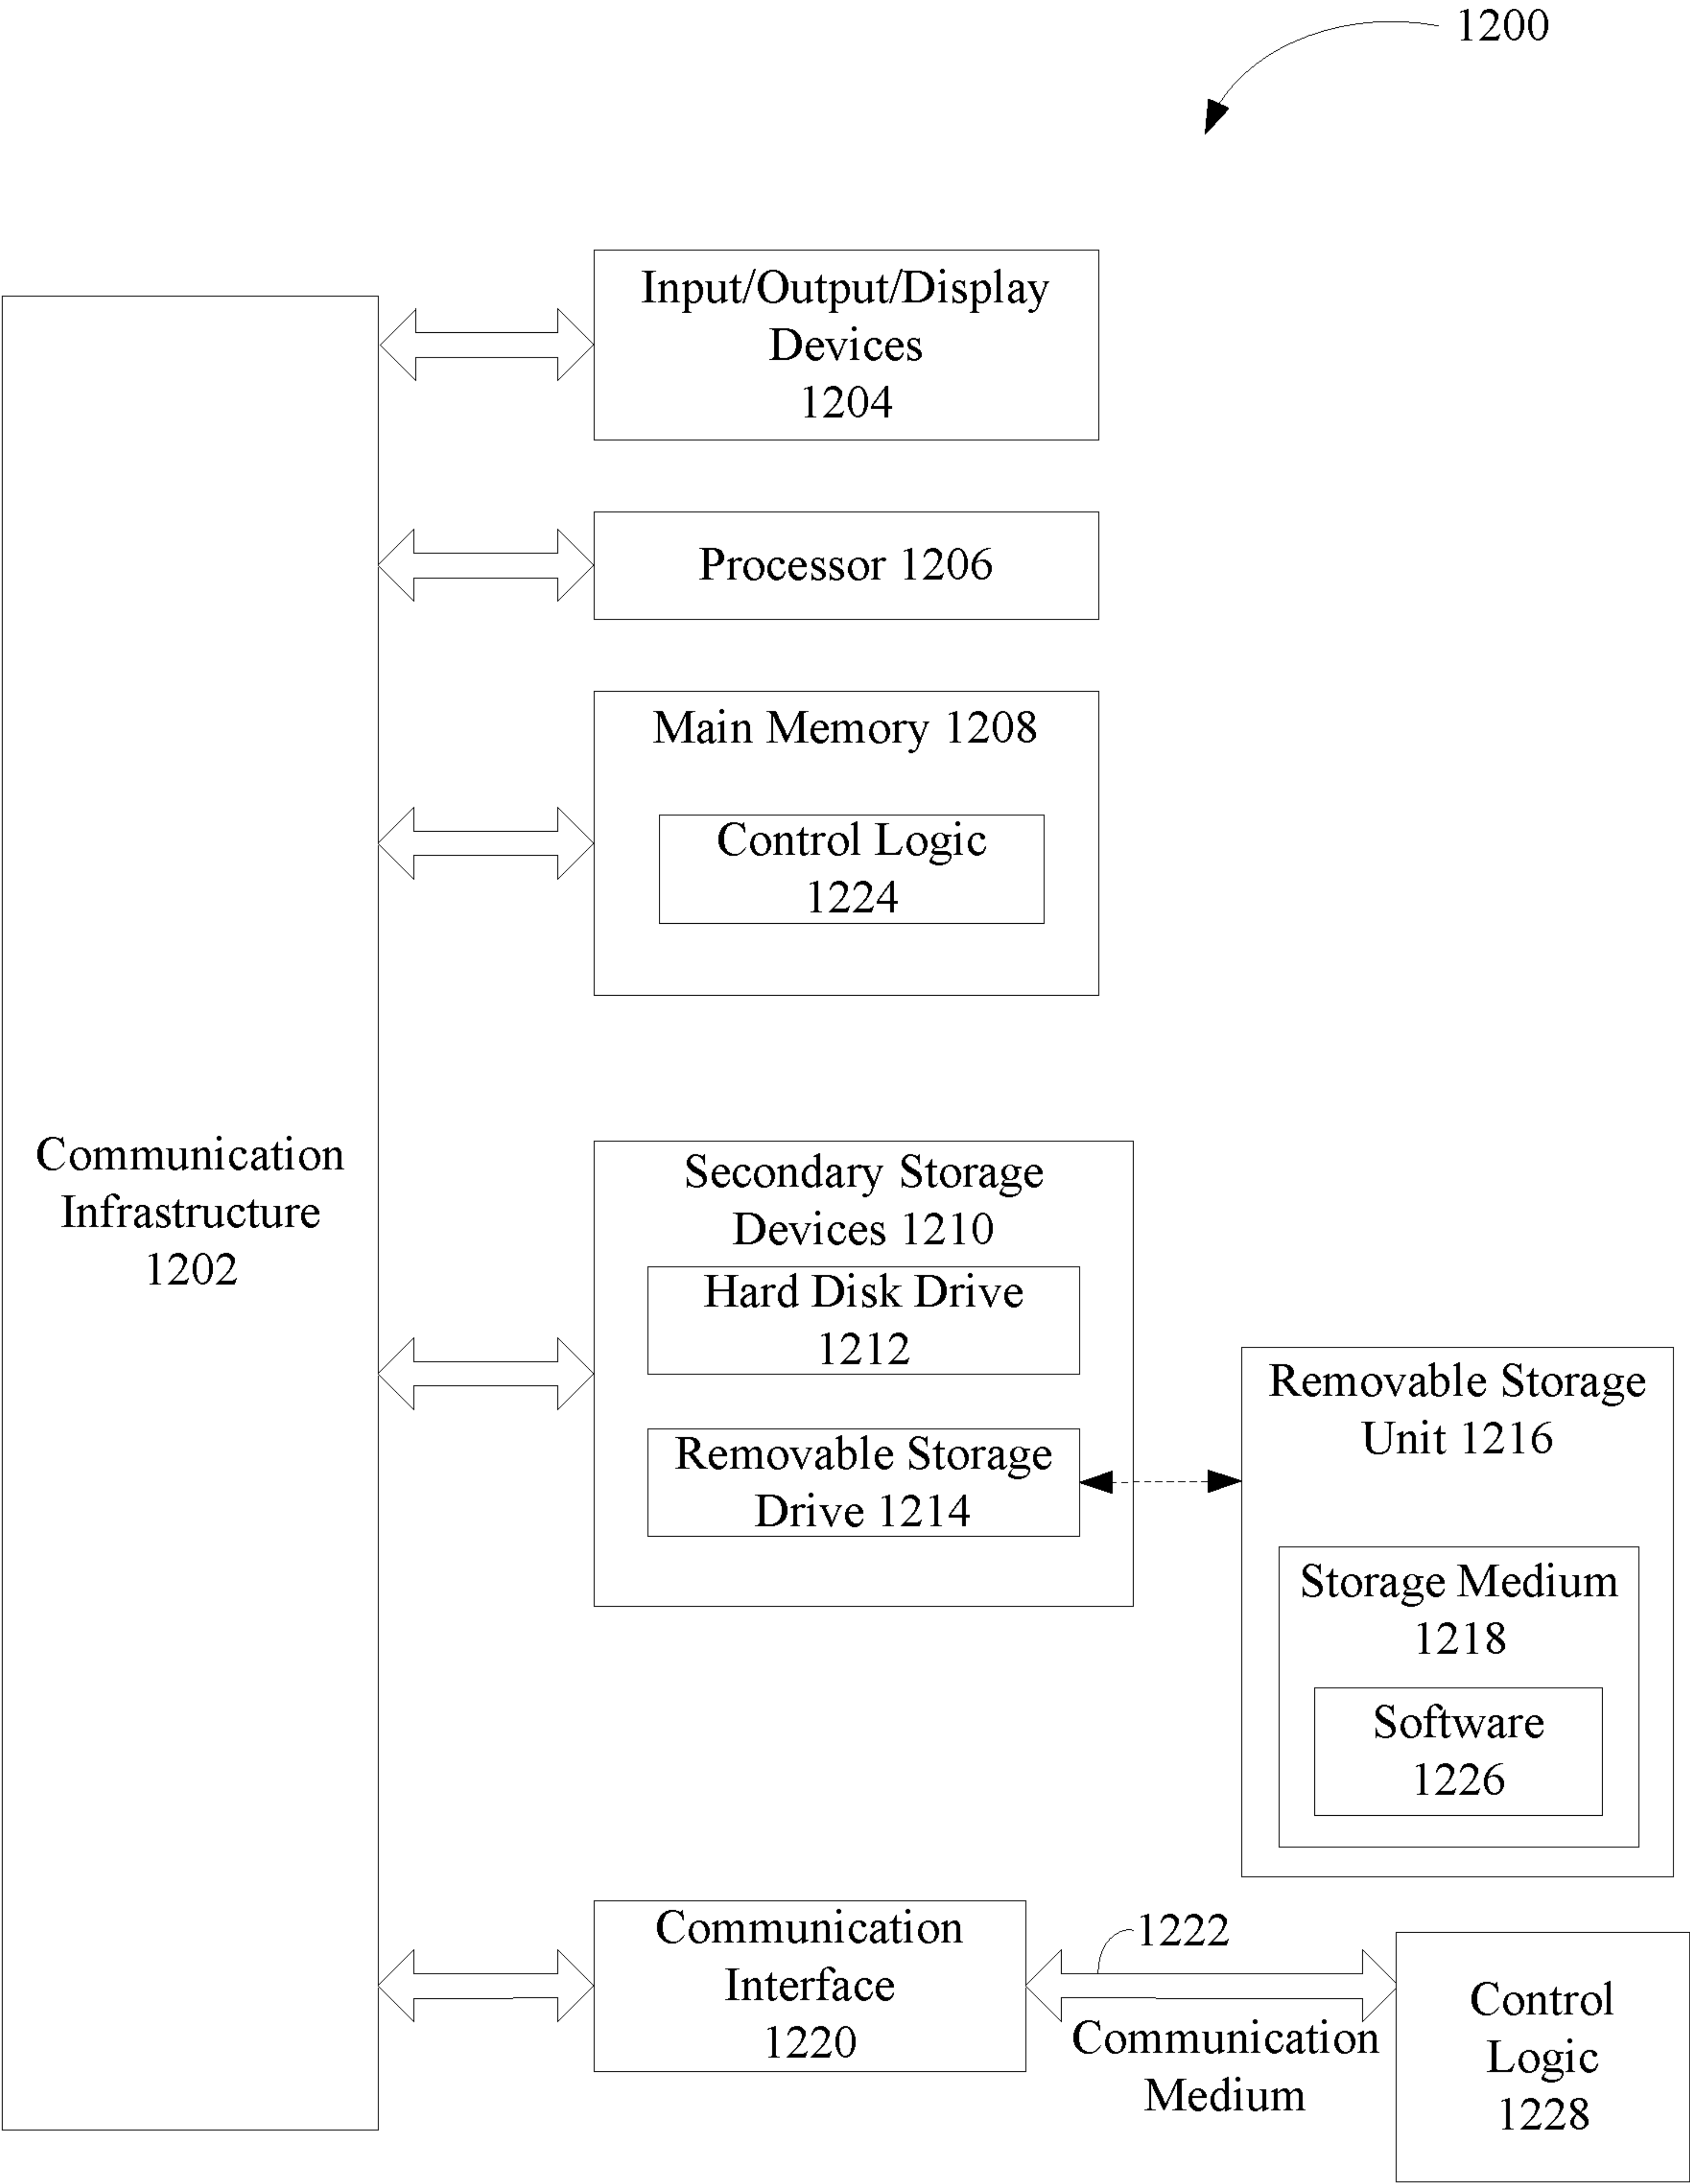 1200
Input/Output/Display
Devices
1204
Processor 1206
Main Memory 1208
Control Logic
1224
Communication
Infrastructure
1202
Secondary Storage
Devices 1210
Hard Disk Drive
1212
Removable Storage
Drive 1214
Removable Storage
Unit 1216
Storage Medium
1218
Software
1226
Communication
Interface
1220
1222
Communication
Medium
Control
Logic
1228